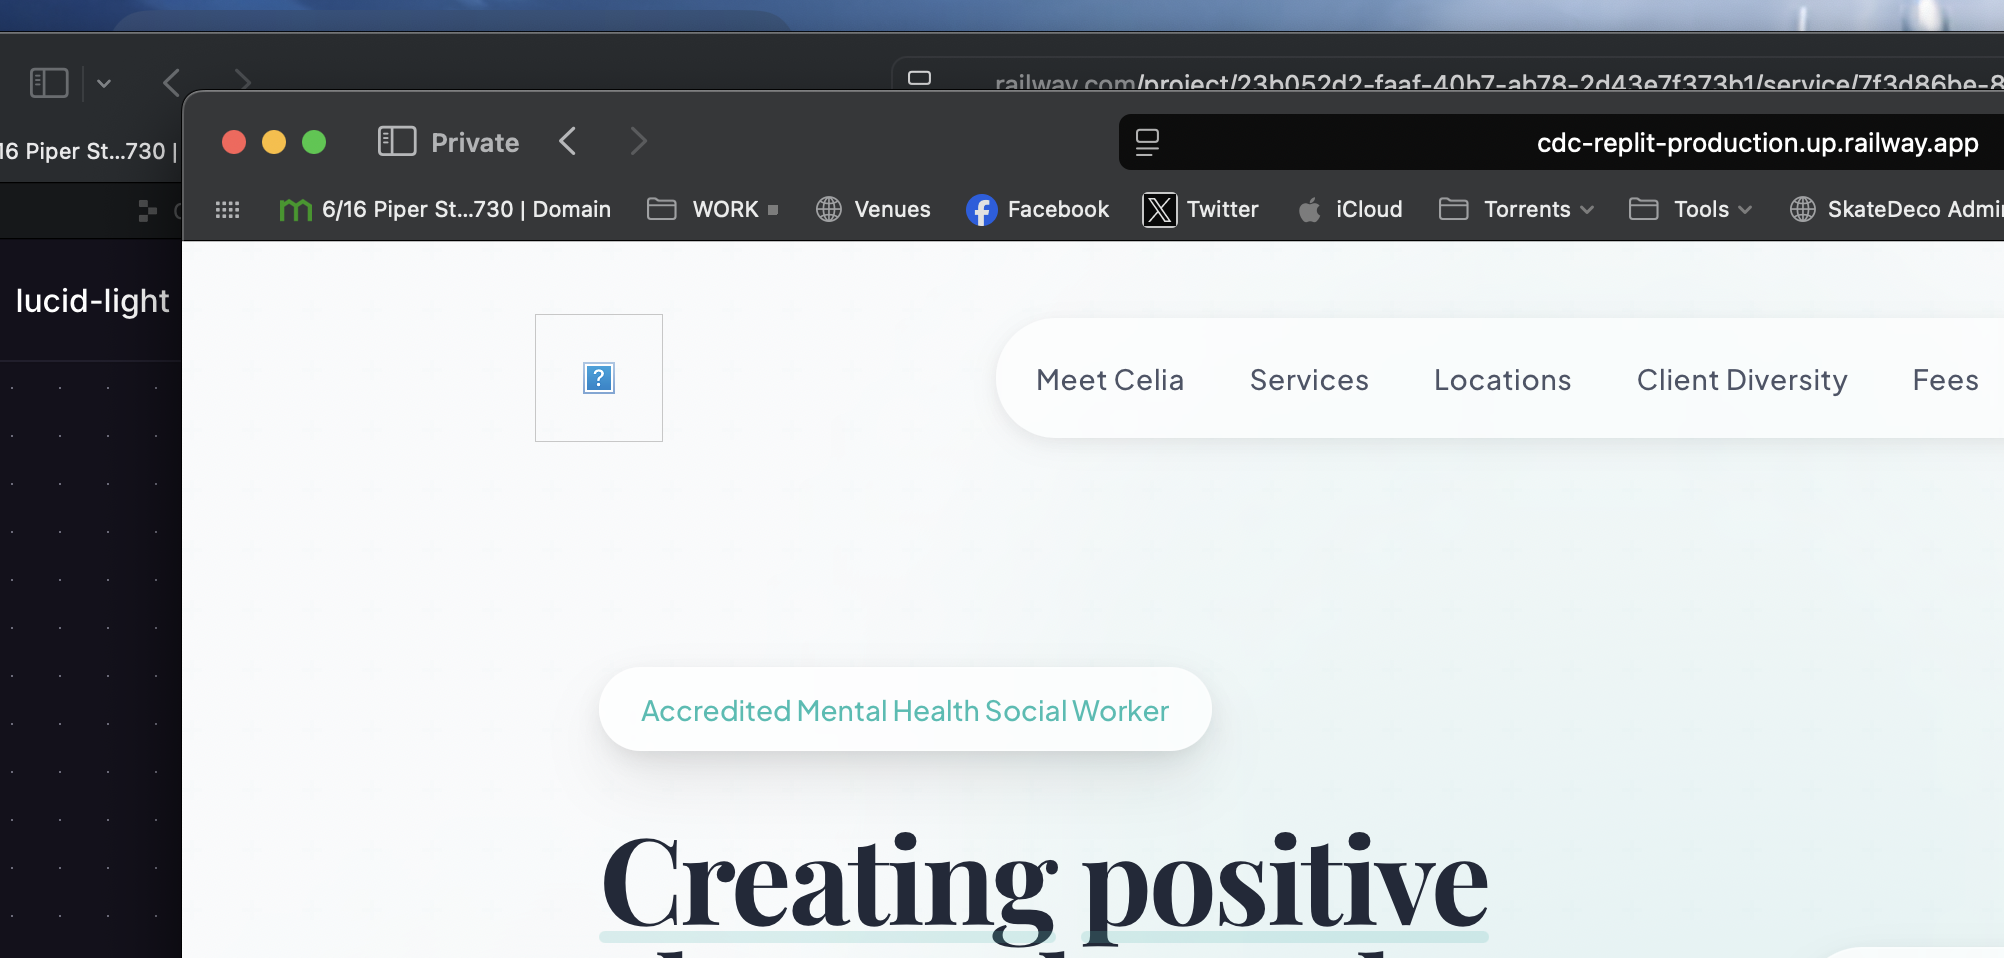 railway.com/project/23b052d2-faaf-40b7-ab78-2d43e7f373b1/service/7f3d86be-8
16 Piper St...730 |
Private
cdc-replit-production.up.railway.app
6/16 Piper St...730 | Domain
WORK
Venues
Facebook
Twitter
iCloud
Torrents
Tools
SkateDeco Admi
lucid-light
Meet Celia
Services
Locations
Client Diversity
Fees
Accredited Mental Health Social Worker
Creating positive